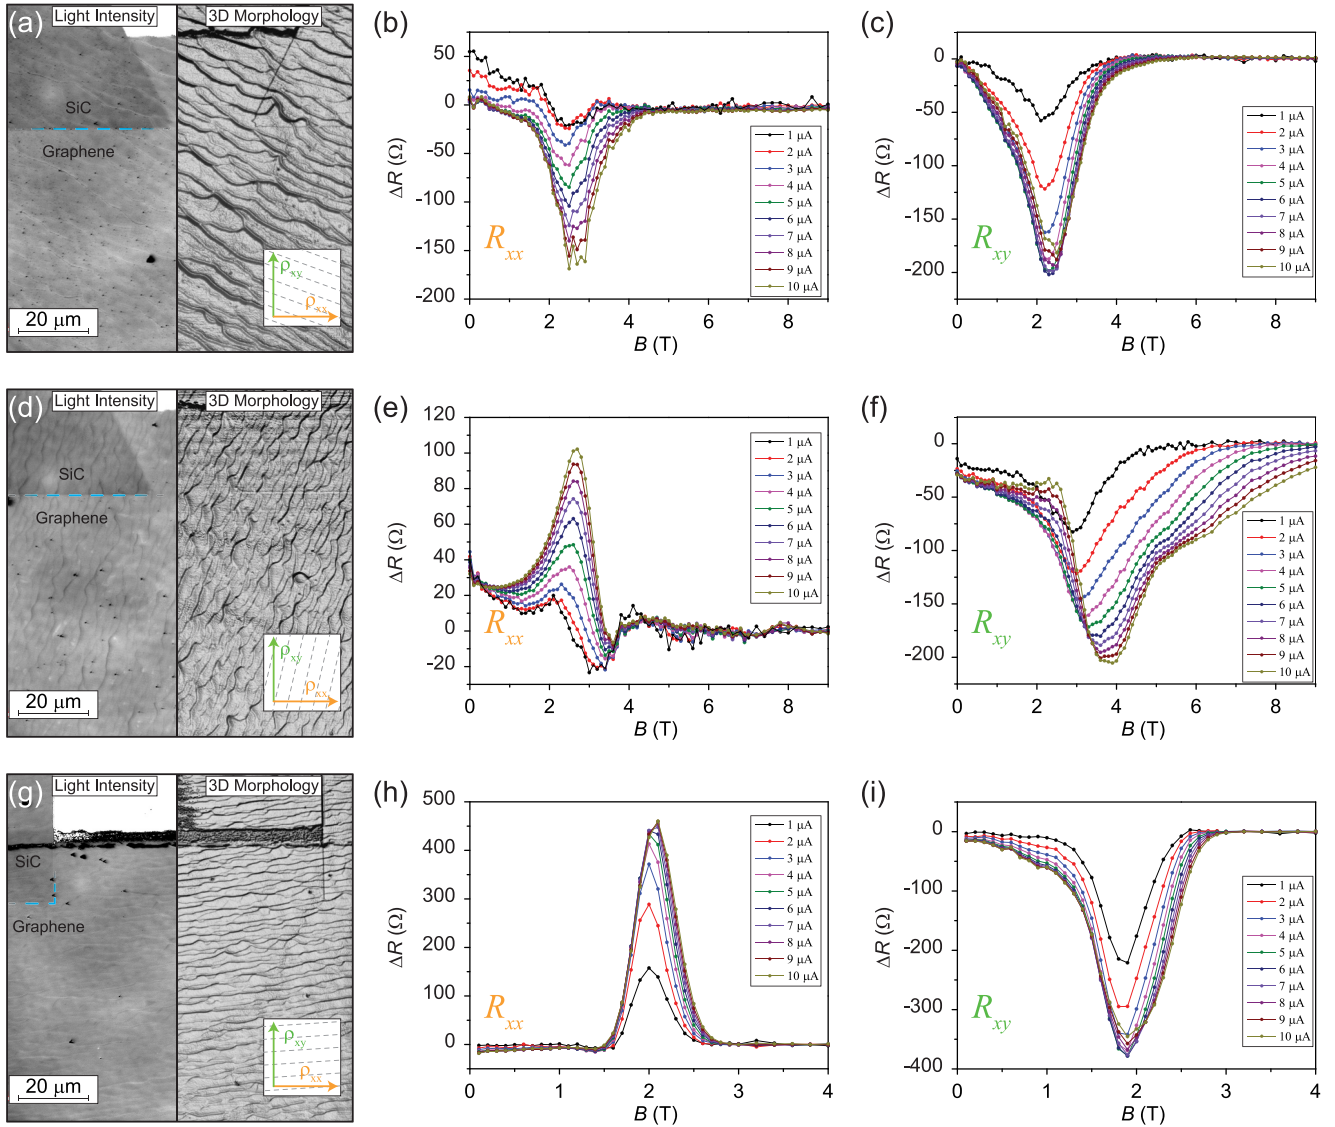 (a) Light Intensity 3D Morphology
SiC
Graphene
ρxy
ρxx
20 μm
(b)
50
0
-50
-100
-150
-200
0 2 4 6 8
ΔR (Ω)
B (T)
Rxx
1 μA
2 μA
3 μA
4 μA
5 μA
6 μA
7 μA
8 μA
9 μA
10 μA
(c)
0
-50
-100
-150
-200
0 2 4 6 8
ΔR (Ω)
B (T)
Rxy
1 μA
2 μA
3 μA
4 μA
5 μA
6 μA
7 μA
8 μA
9 μA
10 μA
(d) Light Intensity 3D Morphology
SiC
Graphene
ρxy
ρxx
20 μm
(e)
120
100
80
60
40
20
0
-20
0 2 4 6 8
ΔR (Ω)
B (T)
Rxx
1 μA
2 μA
3 μA
4 μA
5 μA
6 μA
7 μA
8 μA
9 μA
10 μA
(f)
0
-50
-100
-150
-200
0 2 4 6 8
ΔR (Ω)
B (T)
Rxy
1 μA
2 μA
3 μA
4 μA
5 μA
6 μA
7 μA
8 μA
9 μA
10 μA
(g) Light Intensity 3D Morphology
SiC
Graphene
ρxy
ρxx
20 μm
(h)
500
400
300
200
100
0
0 1 2 3 4
ΔR (Ω)
B (T)
Rxx
1 μA
2 μA
3 μA
4 μA
5 μA
6 μA
7 μA
8 μA
9 μA
10 μA
(i)
0
-100
-200
-300
-400
0 1 2 3 4
ΔR (Ω)
B (T)
Rxy
1 μA
2 μA
3 μA
4 μA
5 μA
6 μA
7 μA
8 μA
9 μA
10 μA